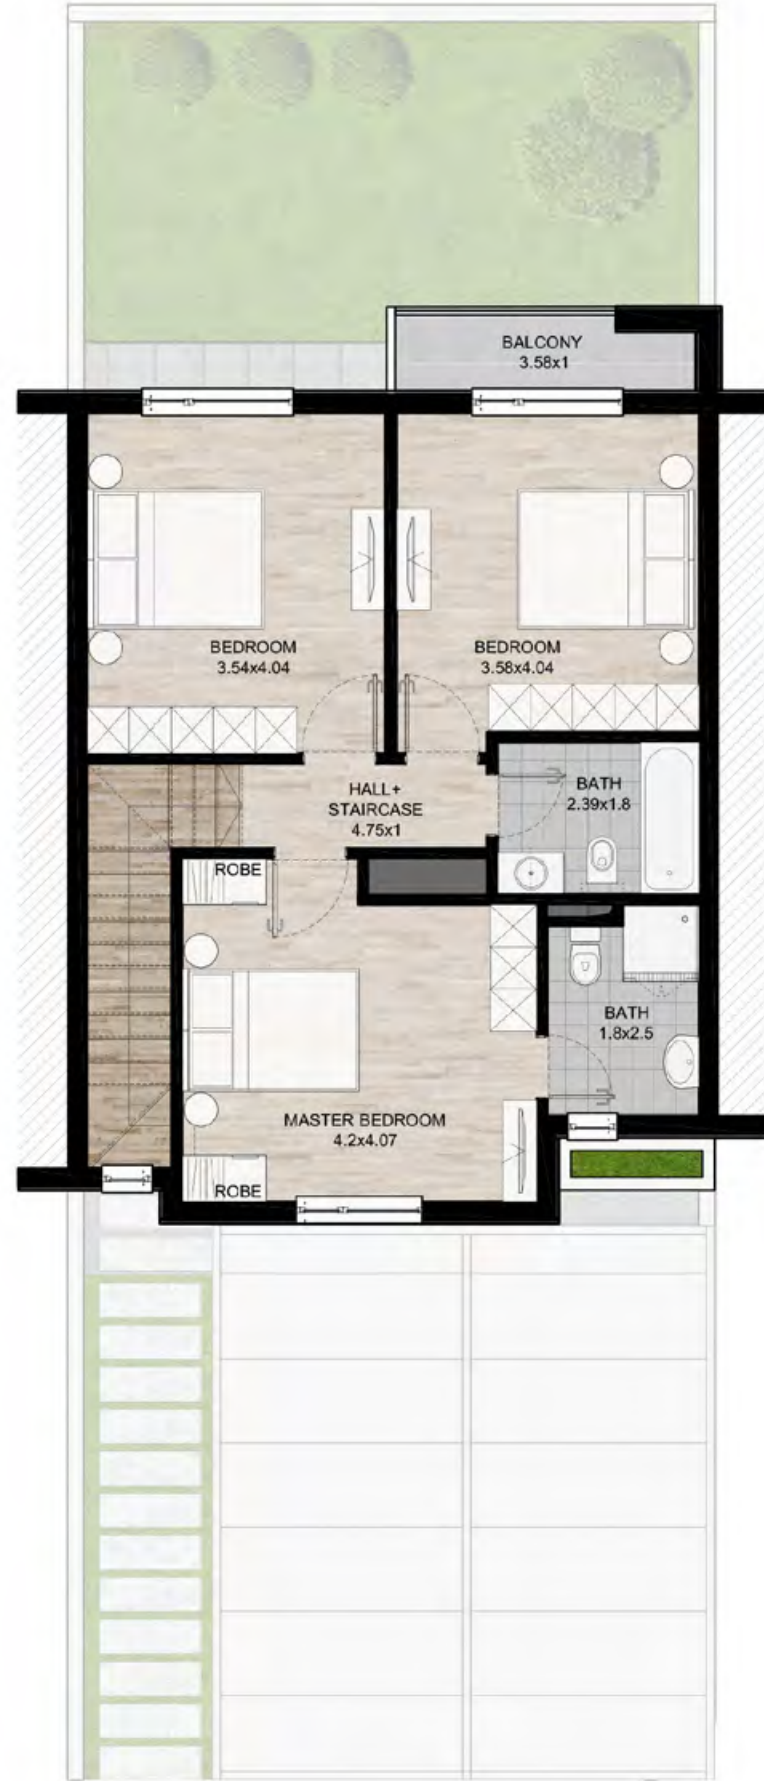 BALCONY
3.58x1
BEDROOM
3.54x4.04
BEDROOM
3.58x4.04
HALL+
STAIRCASE
4.75x1
BATH
2.39x1.8
ROBE
BATH
1.8x2.5
MASTER BEDROOM
4.2x4.07
ROBE